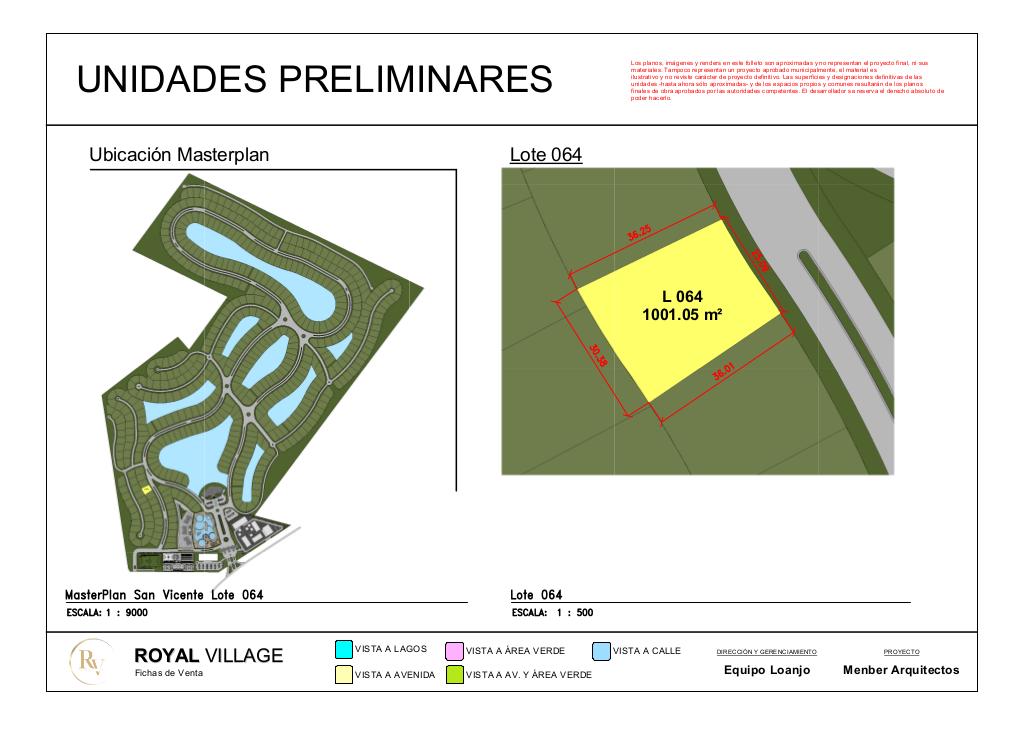 UNIDADES PRELIMINARES
Los planos, imágenes y renders en este folleto son aproximadas y no representan el proyecto final, ni sus
materiales. Tampoco representan un proyecto aprobado municipalmente, el material es
ilustrativo y no reviste carácter de proyecto definitivo. Las superficies y designaciones definitivas de las
unidades -hasta ahora sólo aproximadas- y de los espacios propios y comunes resultarán de los planos
finales de obra aprobados por las autoridades competentes. El desarrollador se reserva el derecho absoluto de
poder hacerlo.
Ubicación Masterplan
Lote 064
36.25
L 064
1001.05 m²
30.38
36.01
MasterPlan San Vicente Lote 064
ESCALA: 1 : 9000
Lote 064
ESCALA: 1 : 500
RV
ROYAL VILLAGE
Fichas de Venta
VISTA A LAGOS
VISTA A ÁREA VERDE
VISTA A CALLE
VISTA A AVENIDA
VISTA A AV. Y ÁREA VERDE
DIRECCIÓN Y GERENCIAMIENTO
Equipo Loanjo
PROYECTO
Menber Arquitectos